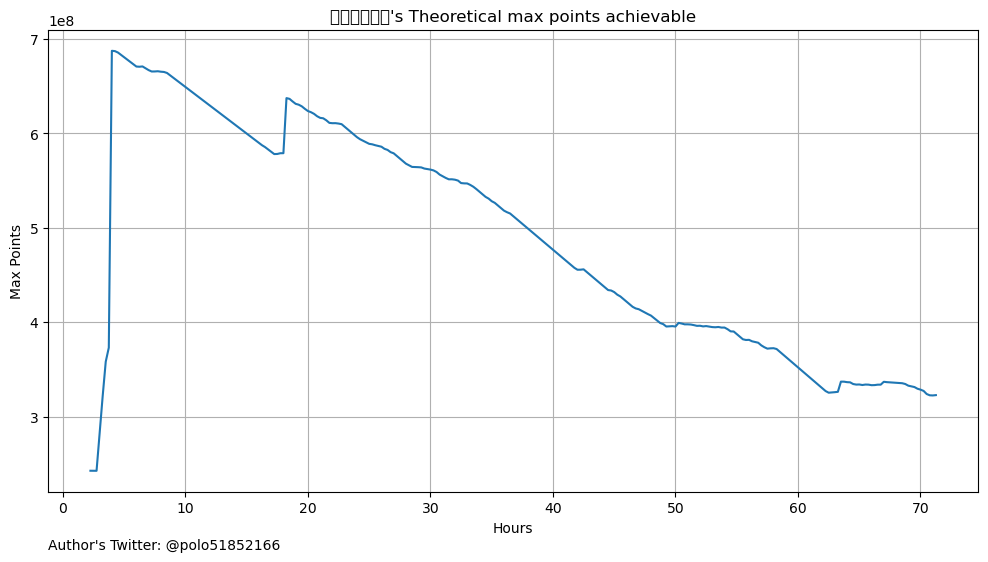 's Theoretical max points achievable
1e8
7
6
5
4
3
Max Points
0 10 20 30 40 50 60 70
Hours
Author's Twitter: @polo51852166